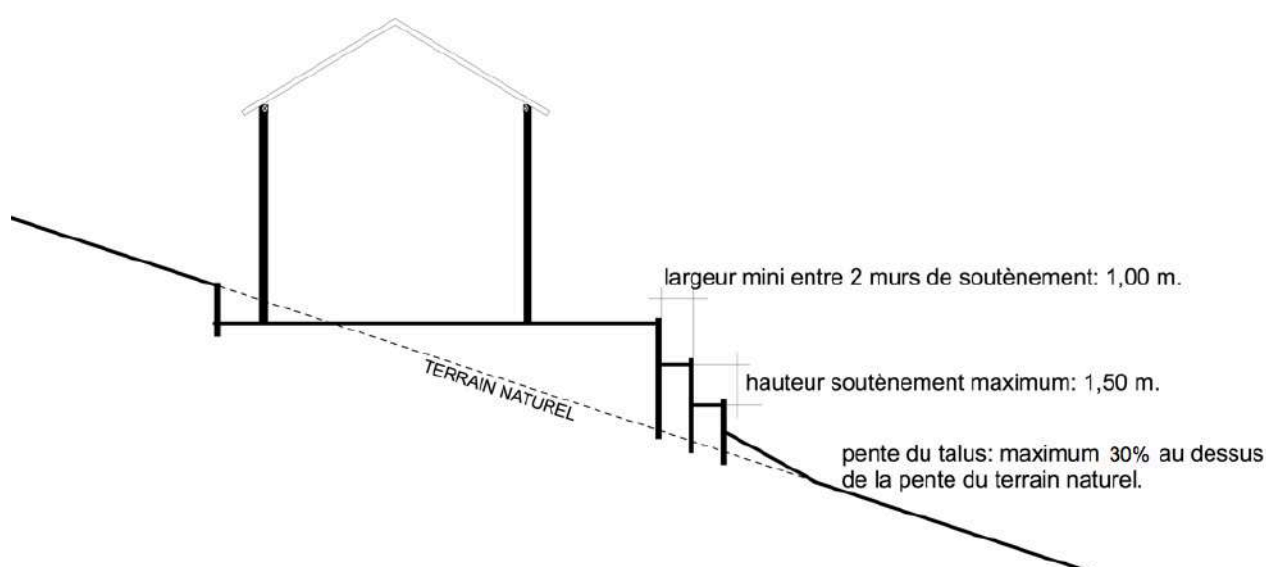 largeur mini entre 2 murs de soutènement: 1,00 m.
TERRAIN NATUREL
hauteur soutènement maximum: 1,50 m.
pente du talus: maximum 30% au dessus
de la pente du terrain naturel.